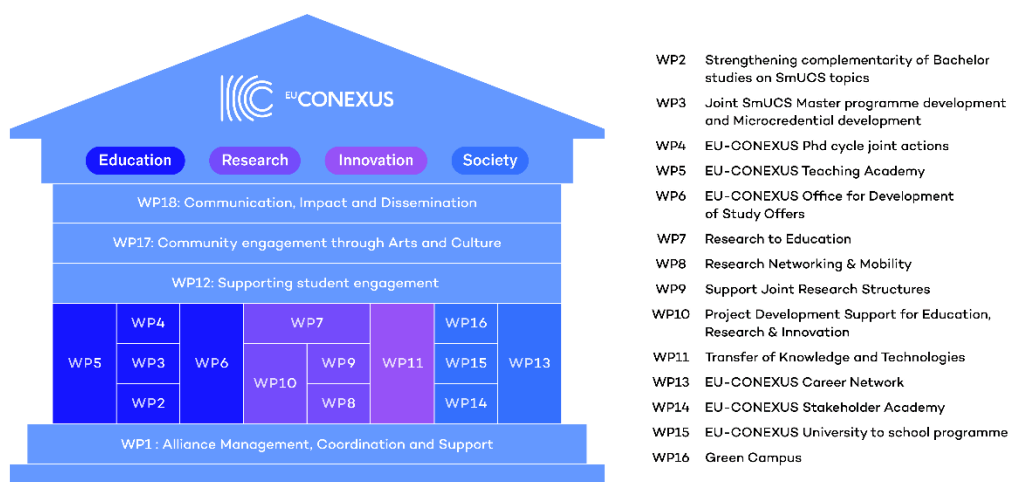 EU CONEXUS
Education Research Innovation Society
WP18: Communication, Impact and Dissemination
WP17: Community engagement through Arts and Culture
WP12: Supporting student engagement
WP5
WP4
WP3
WP2
WP6
WP7
WP10
WP9
WP8
WP11
WP16
WP15
WP14
WP13
WP1 : Alliance Management, Coordination and Support
WP2 Strengthening complementarity of Bachelor
studies on SmUCS topics
WP3 Joint SmUCS Master programme development
and Microcredential development
WP4 EU-CONEXUS Phd cycle joint actions
WP5 EU-CONEXUS Teaching Academy
WP6 EU-CONEXUS Office for Development
of Study Offers
WP7 Research to Education
WP8 Research Networking & Mobility
WP9 Support Joint Research Structures
WP10 Project Development Support for Education,
Research & Innovation
WP11 Transfer of Knowledge and Technologies
WP13 EU-CONEXUS Career Network
WP14 EU-CONEXUS Stakeholder Academy
WP15 EU-CONEXUS University to school programme
WP16 Green Campus